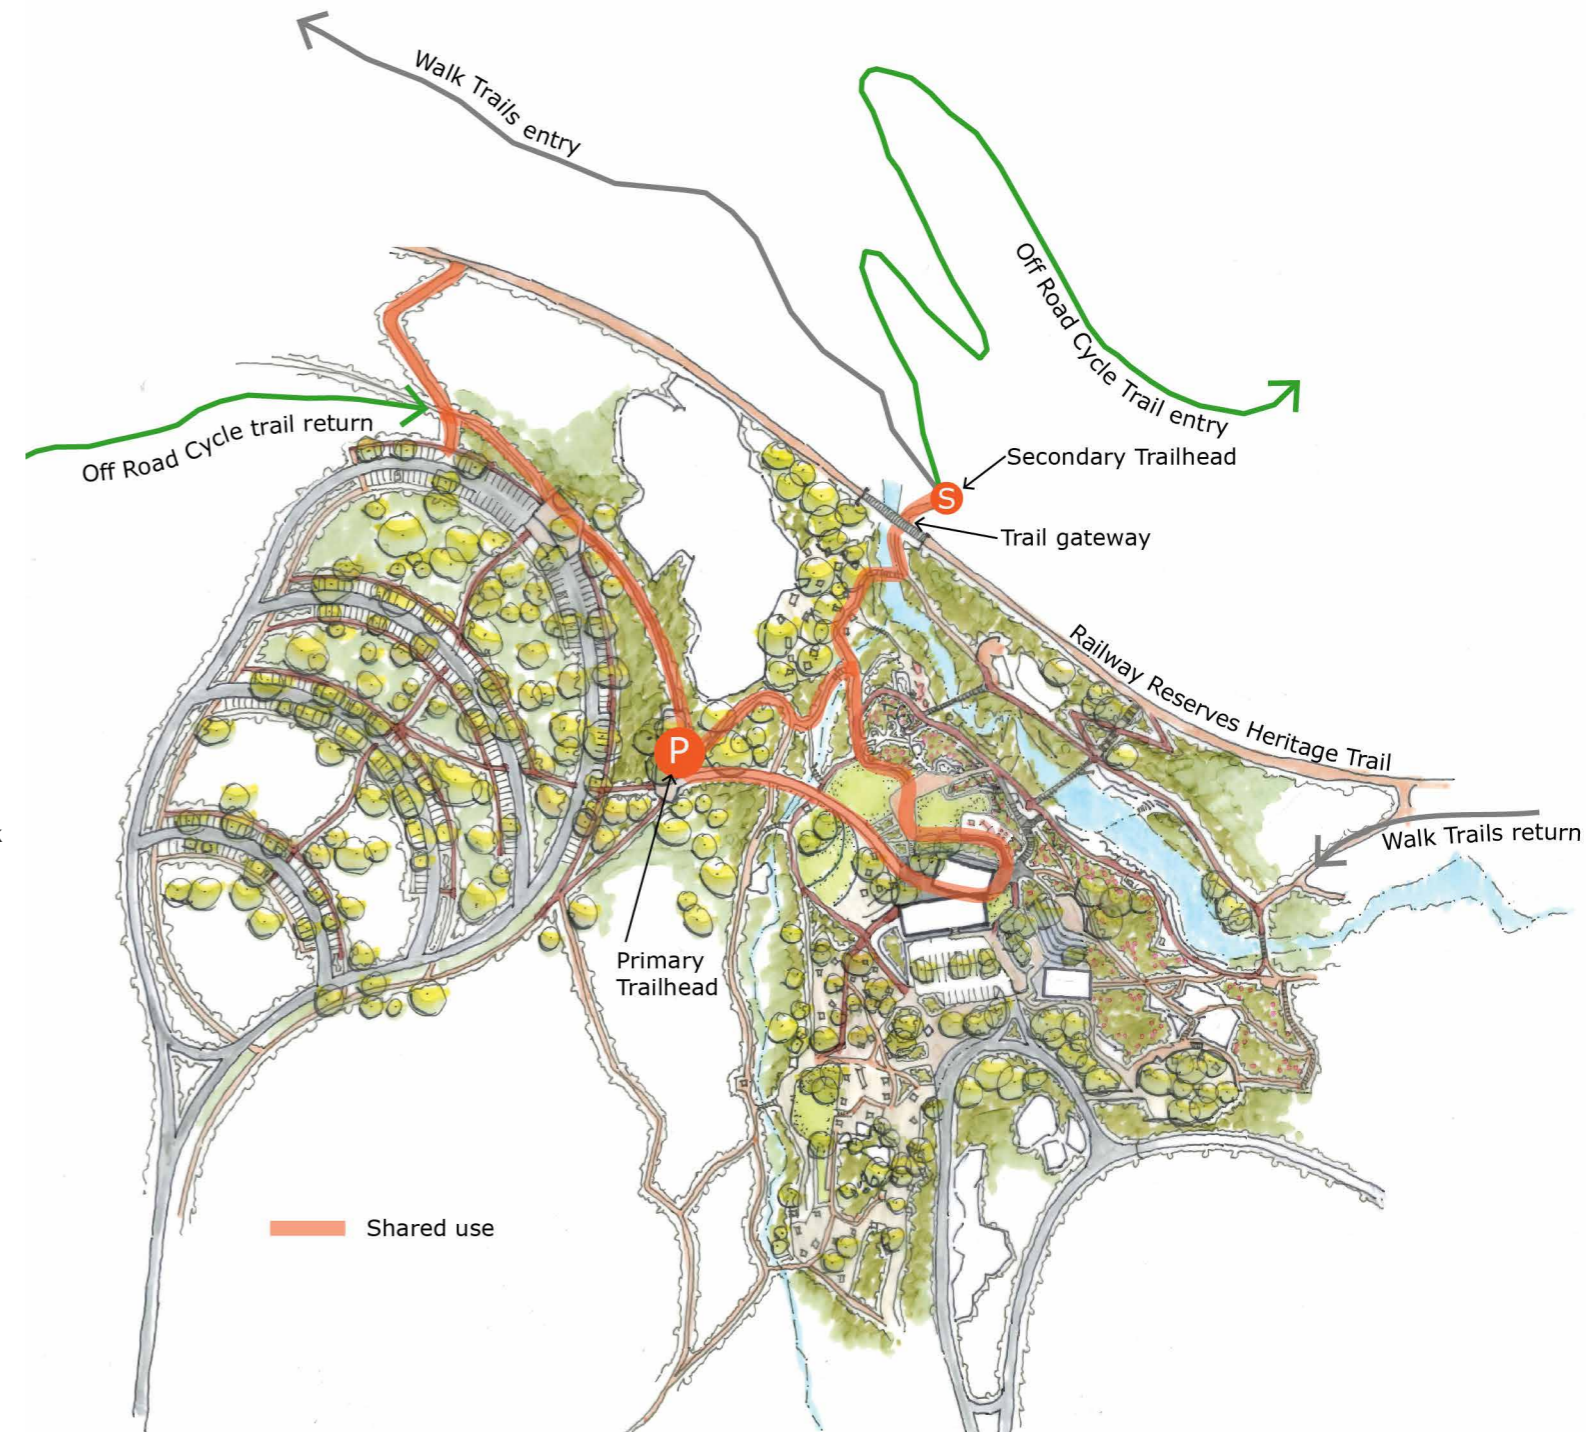 Walk Trails entry
Off Road Cycle Trail entry
Off Road Cycle trail return
Secondary Trailhead
S
Trail gateway
Railway Reserves Heritage Trail
P
Walk Trails return
Primary
Trailhead
Shared use